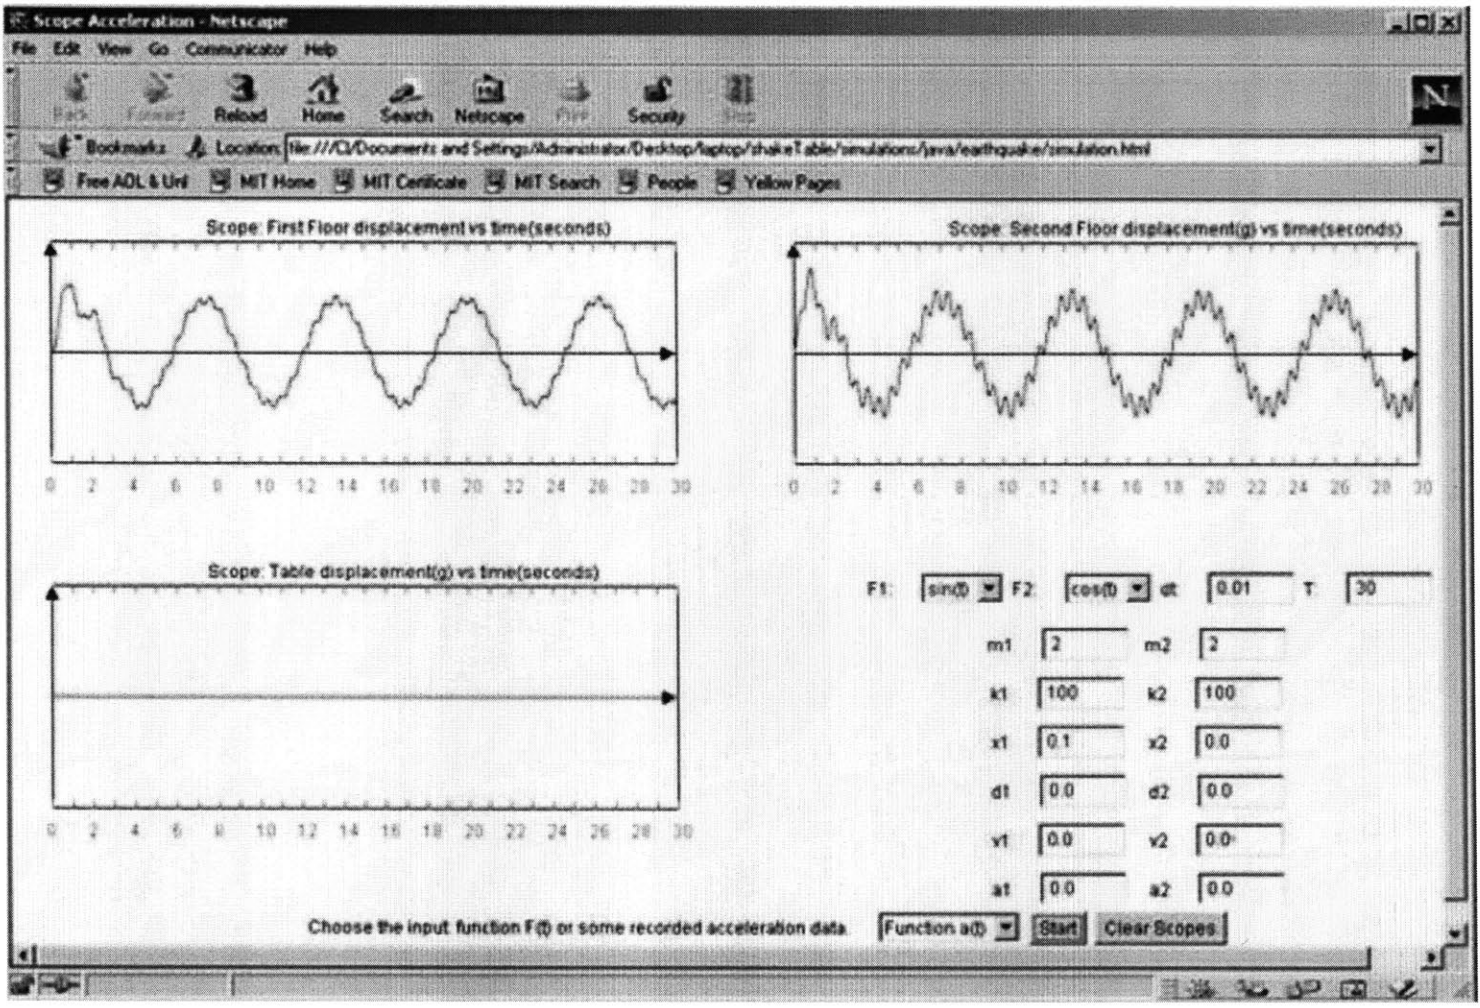 Scope Acceleration - Netscape
File Edit View Go Communicator Help
Back Forward Reload Home Search Netscape Print Security Stop
Bookmarks Location: file:///C|/Documents and Settings/Administrator/Desktop/laptop/shakeTable/simulations/java/earthquake/simulation.html
Free AOL & Unl MIT Home MIT Certificate MIT Search People Yellow Pages
Scope: First Floor displacement vs time(seconds)
Scope: Second Floor displacement(g) vs time(seconds)
0 2 4 6 8 10 12 14 16 18 20 22 24 26 28 30
0 2 4 6 8 10 12 14 16 18 20 22 24 26 28 30
Scope: Table displacement(g) vs time(seconds)
0 2 4 6 8 10 12 14 16 18 20 22 24 26 28 30
F1: sin(t) F2: cos(t) dt 0.01 T 30
m1 2 m2 2
k1 100 k2 100
x1 0.1 x2 0.0
d1 0.0 d2 0.0
v1 0.0 v2 0.0
a1 0.0 a2 0.0
Choose the input function F(t) or some recorded acceleration data. Function a(t) Start Clear Scopes